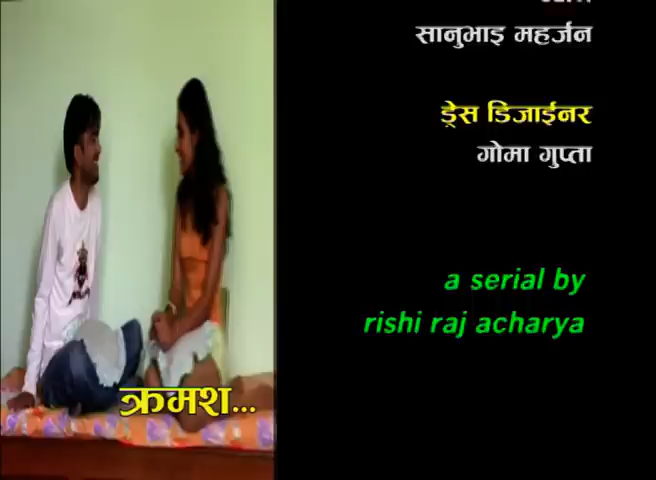 सानुभाइ महर्जन
ड्रेस डिजाईनर
गोमा गुप्ता
a serial by
rishi raj acharya
क्रमश...